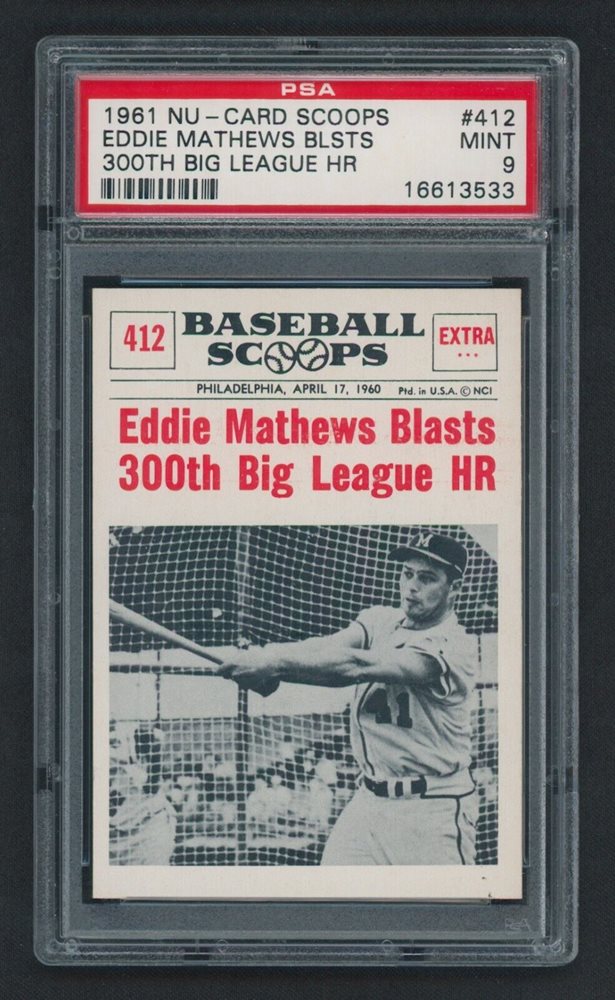 PSA
1961 NU-CARD SCOOPS #412
EDDIE MATHEWS BLSTS MINT
300TH BIG LEAGUE HR 9
16613533
412 BASEBALL SCOOPS EXTRA
PHILADELPHIA, APRIL 17, 1960 Ptd. in U.S.A. © NCI
Eddie Mathews Blasts
300th Big League HR
M
41